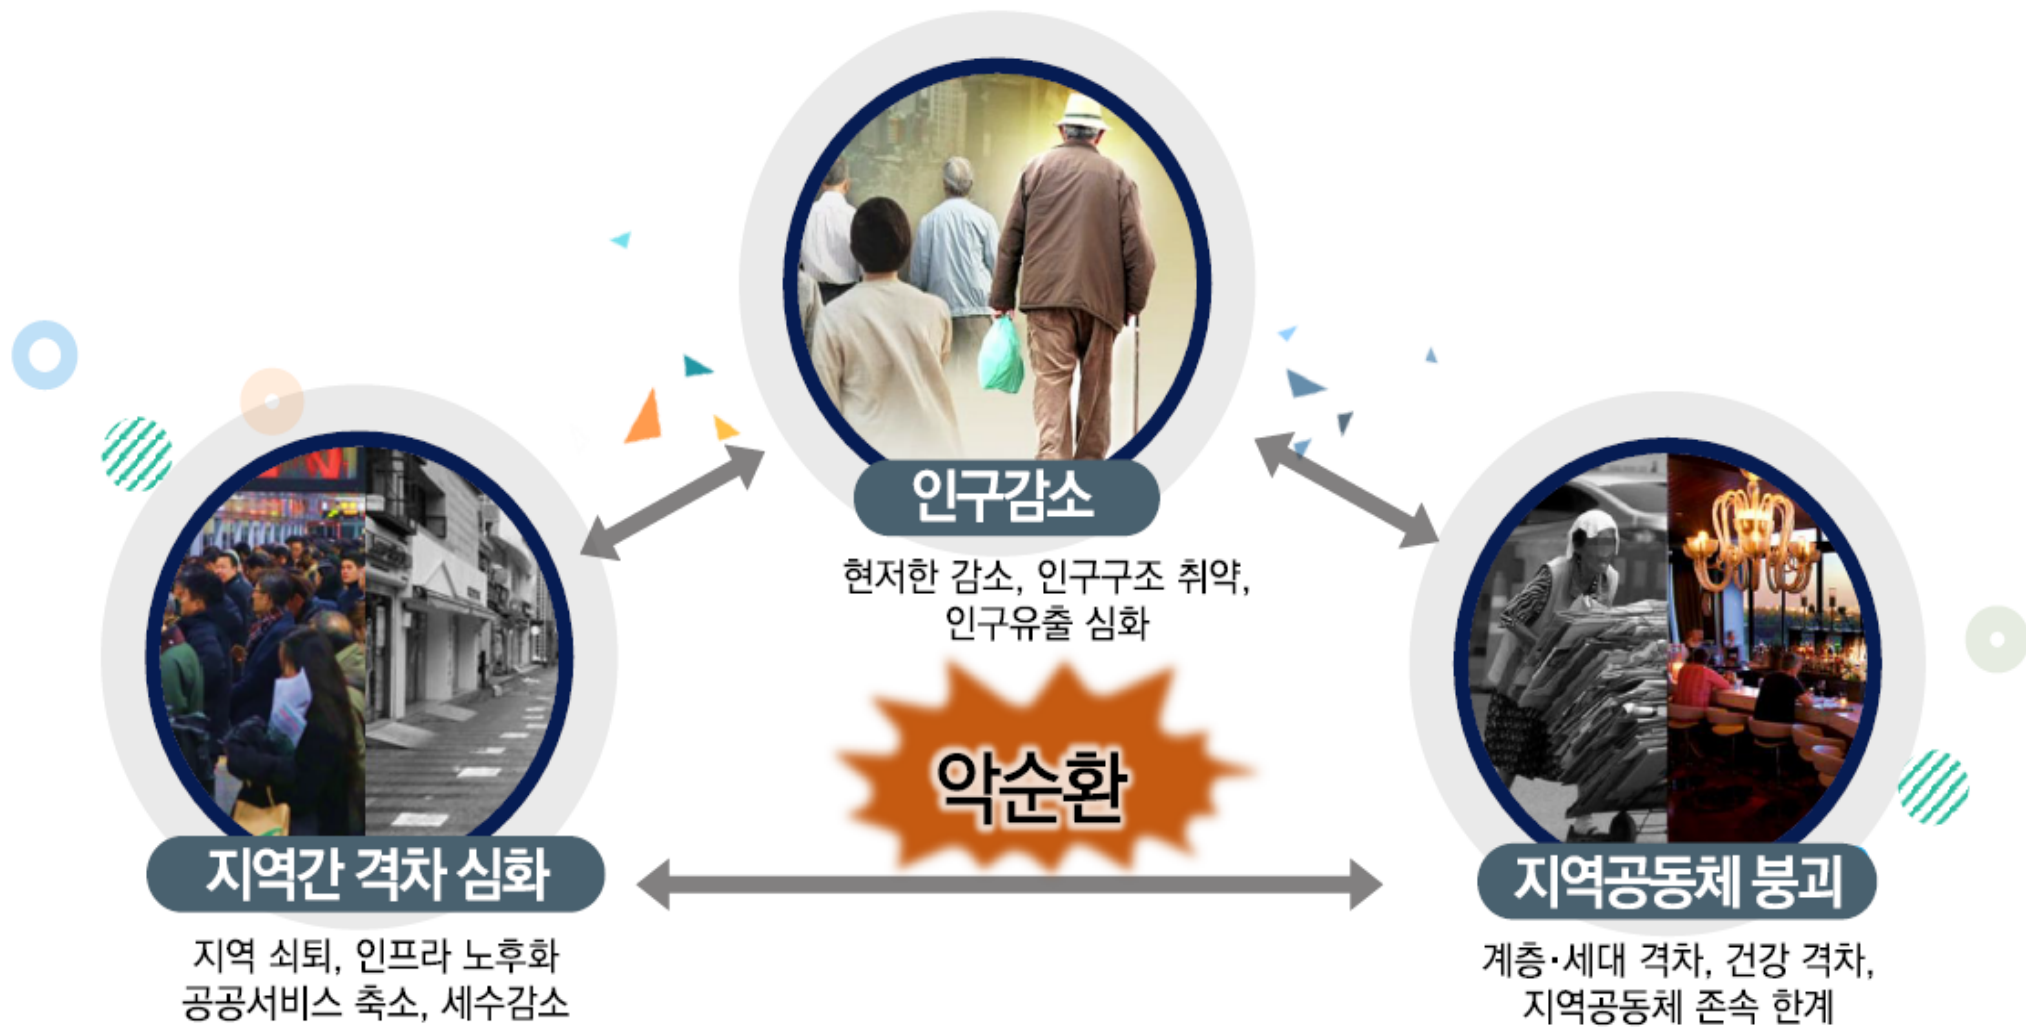 인구감소
현저한 감소, 인구구조 취약,
인구유출 심화
악순환
지역간 격차 심화
지역 쇠퇴, 인프라 노후화
공공서비스 축소, 세수감소
지역공동체 붕괴
계층·세대 격차, 건강 격차,
지역공동체 존속 한계